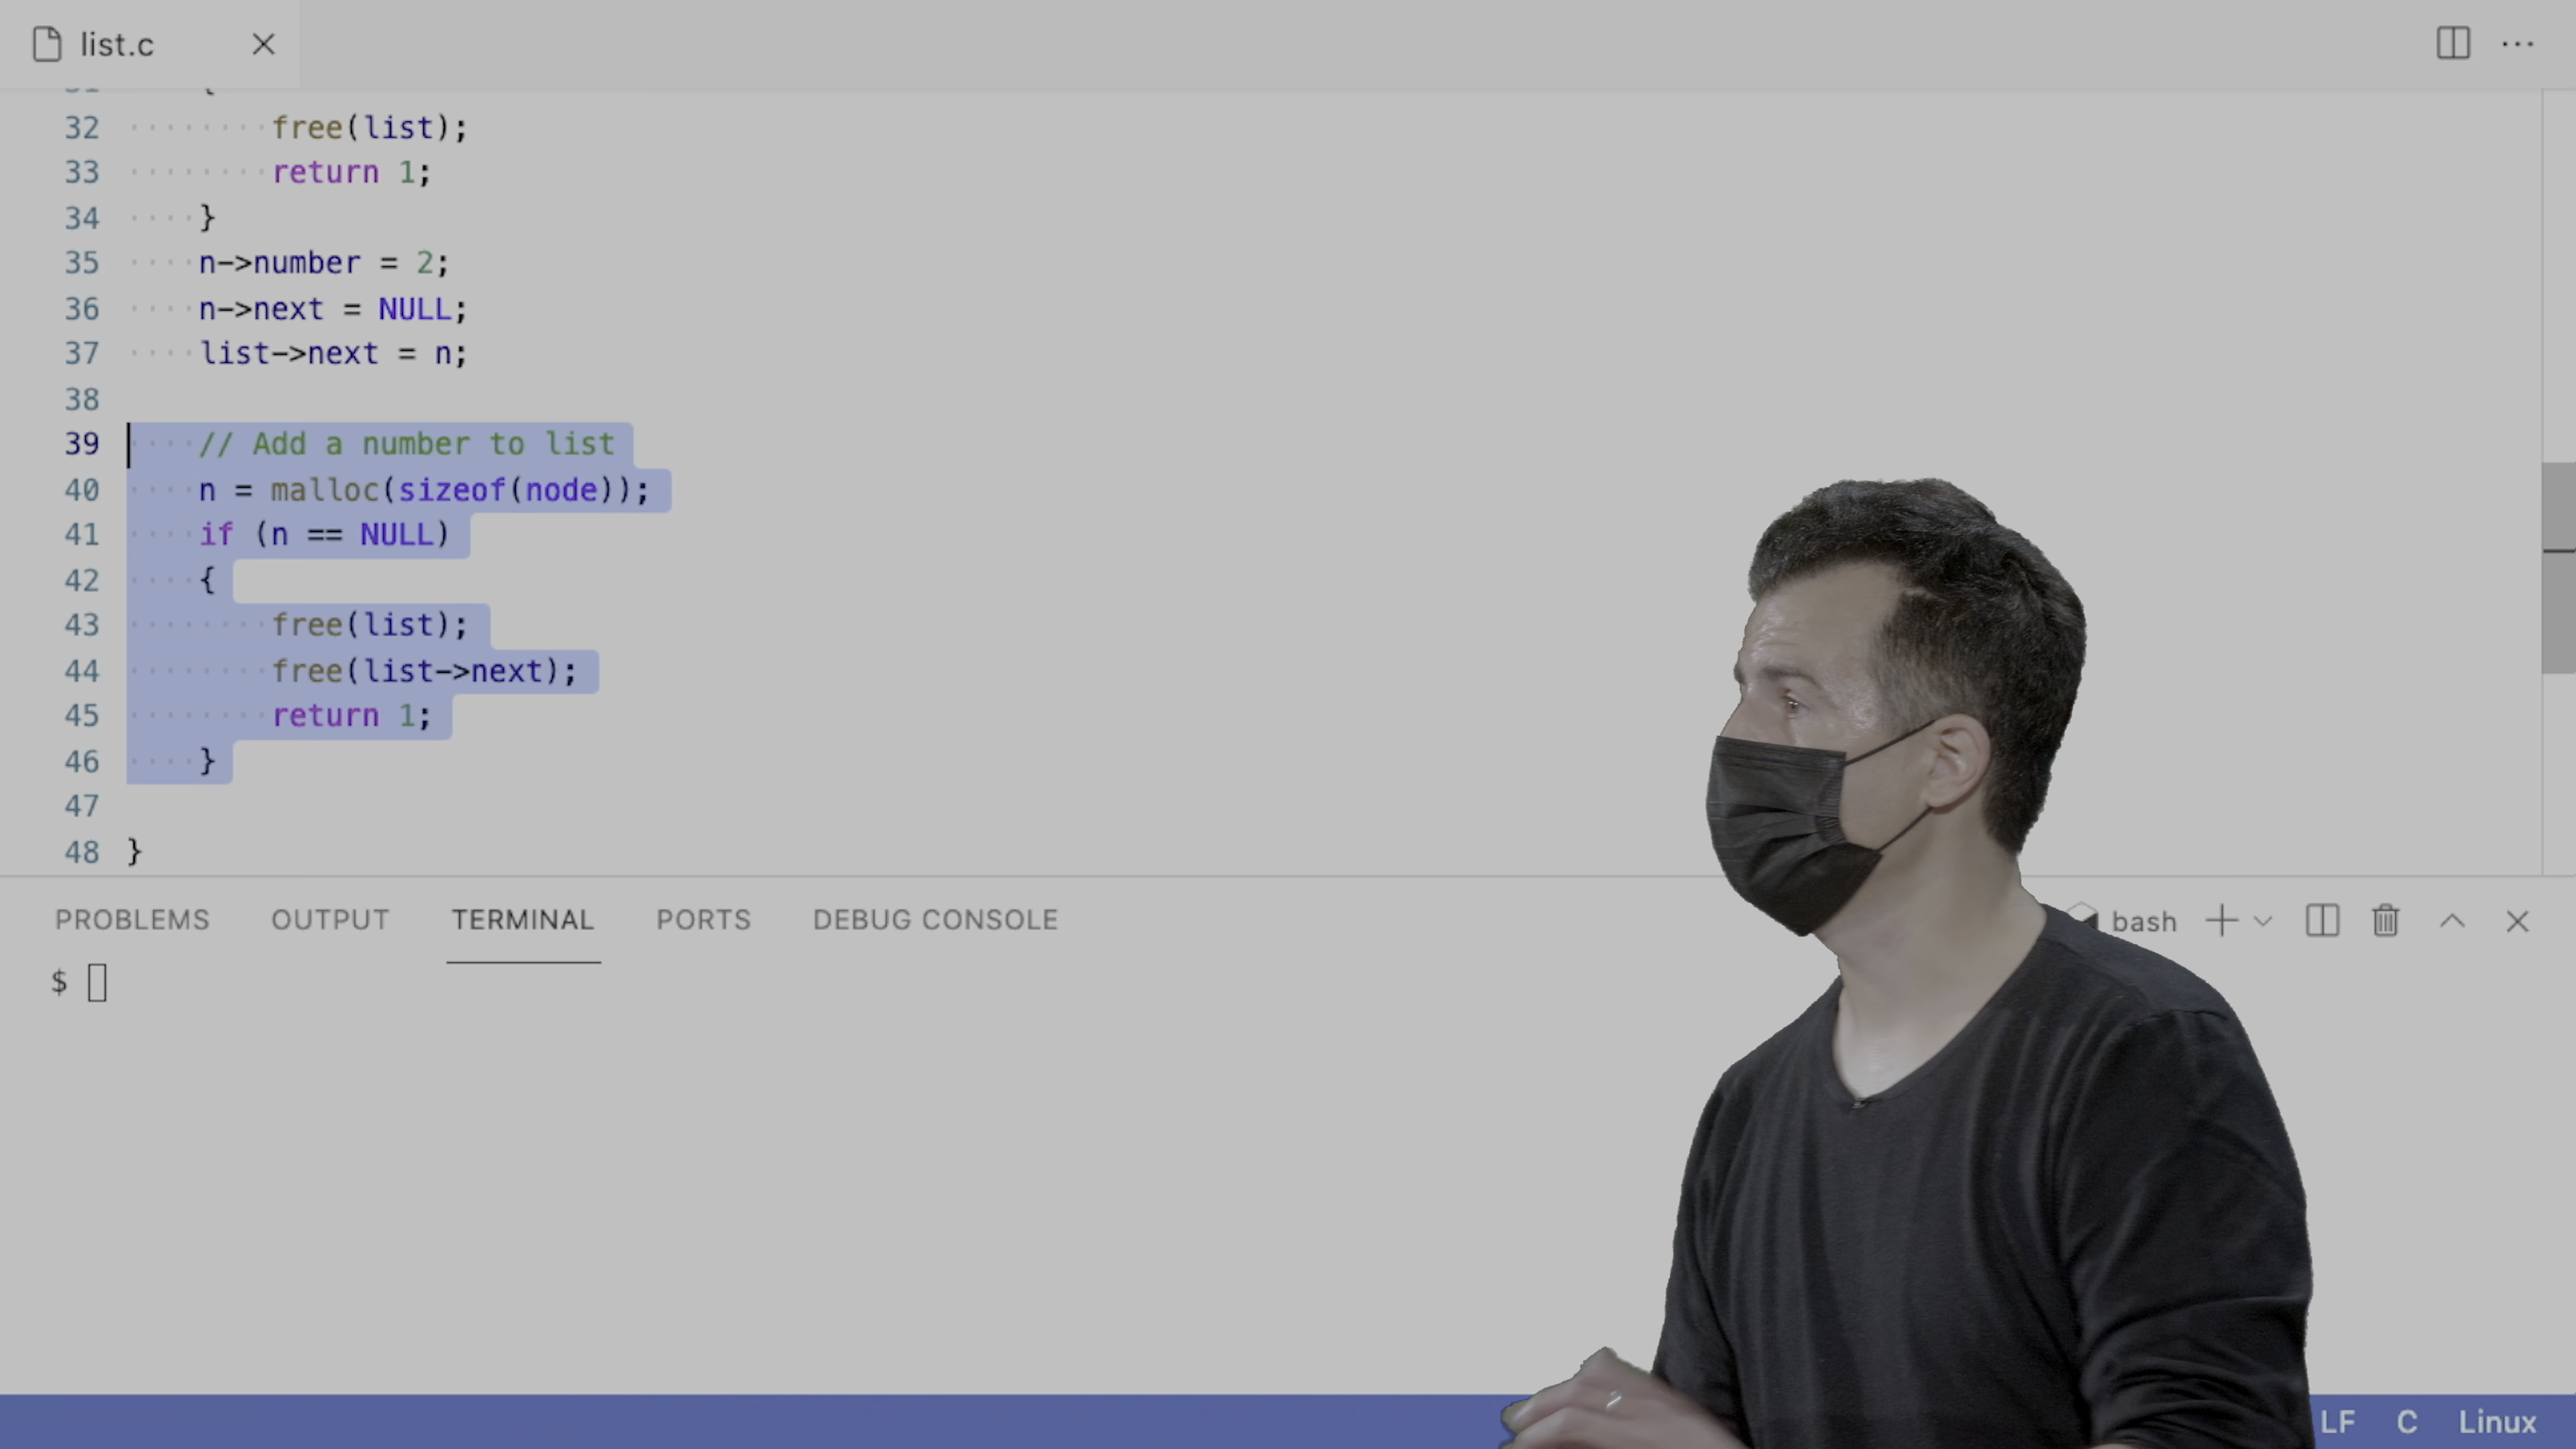 list.c
32 free(list);
33 return 1;
34 }
35 n->number = 2;
36 n->next = NULL;
37 list->next = n;
38
39 // Add a number to list
40 n = malloc(sizeof(node));
41 if (n == NULL)
42 {
43 free(list);
44 free(list->next);
45 return 1;
46 }
47
48 }
PROBLEMS OUTPUT TERMINAL PORTS DEBUG CONSOLE bash
$
LF C Linux